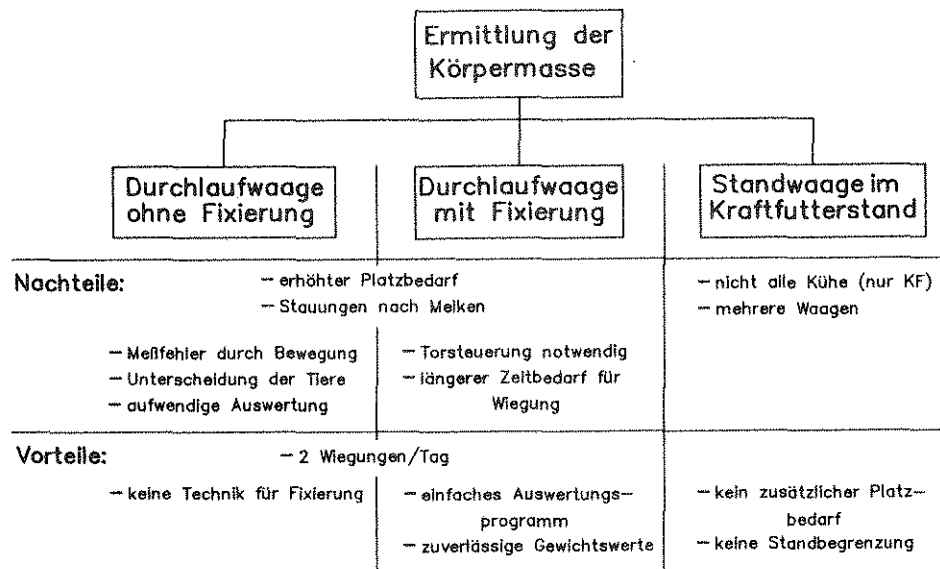 Ermittlung der
Körpermasse
Durchlaufwaage
ohne Fixierung
Durchlaufwaage
mit Fixierung
Standwaage im
Kraftfutterstand
Nachteile:
— erhöhter Platzbedarf
— Stauungen nach Melken
— nicht alle Kühe (nur KF)
— mehrere Waagen
— Meßfehler durch Bewegung
— Unterscheidung der Tiere
— aufwendige Auswertung
— Torsteuerung notwendig
— längerer Zeitbedarf für
Wiegung
Vorteile:
— 2 Wiegungen/Tag
— keine Technik für Fixierung
— einfaches Auswertungs—
programm
— zuverlässige Gewichtswerte
— kein zusätzlicher Platz—
bedarf
— keine Standbegrenzung